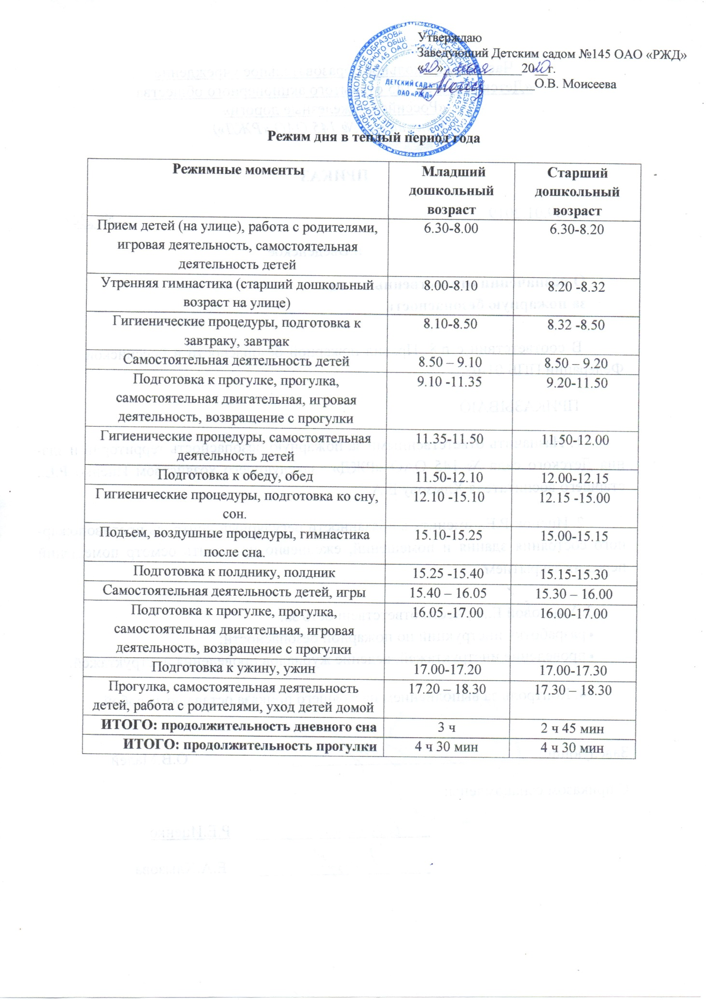 Утверждаю
Заведующий Детским садом №145 ОАО «РЖД»
«20» мая 2020г.
О.В. Моисеева
ДЕТСКИЙ САД №145
ОАО «РЖД»
Режим дня в теплый период года
Режимные моменты
Младший
дошкольный
возраст
Старший
дошкольный
возраст
Прием детей (на улице), работа с родителями,
игровая деятельность, самостоятельная
деятельность детей
6.30-8.00
6.30-8.20
Утренняя гимнастика (старший дошкольный
возраст на улице)
8.00-8.10
8.20 -8.32
Гигиенические процедуры, подготовка к
завтраку, завтрак
8.10-8.50
8.32 -8.50
Самостоятельная деятельность детей
8.50 – 9.10
8.50 – 9.20
Подготовка к прогулке, прогулка,
самостоятельная двигательная, игровая
деятельность, возвращение с прогулки
9.10 -11.35
9.20-11.50
Гигиенические процедуры, самостоятельная
деятельность детей
11.35-11.50
11.50-12.00
Подготовка к обеду, обед
11.50-12.10
12.00-12.15
Гигиенические процедуры, подготовка ко сну,
сон.
12.10 -15.10
12.15 -15.00
Подъем, воздушные процедуры, гимнастика
после сна.
15.10-15.25
15.00-15.15
Подготовка к полднику, полдник
15.25 -15.40
15.15-15.30
Самостоятельная деятельность детей, игры
15.40 – 16.05
15.30 – 16.00
Подготовка к прогулке, прогулка,
самостоятельная двигательная, игровая
деятельность, возвращение с прогулки
16.05 -17.00
16.00-17.00
Подготовка к ужину, ужин
17.00-17.20
17.00-17.30
Прогулка, самостоятельная деятельность
детей, работа с родителями, уход детей домой
17.20 – 18.30
17.30 – 18.30
ИТОГО: продолжительность дневного сна
3 ч
2 ч 45 мин
ИТОГО: продолжительность прогулки
4 ч 30 мин
4 ч 30 мин